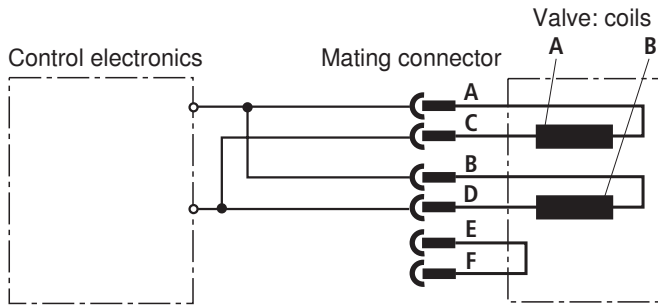 Valve: coils
Control electronics
Mating connector
A
B
A
C
B
D
E
F